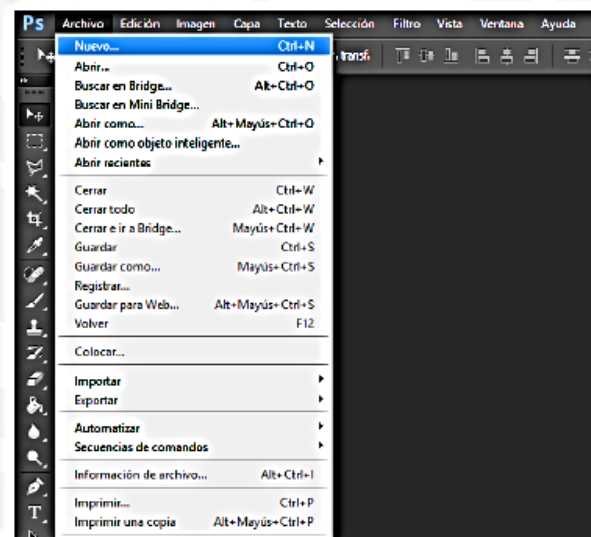 Ps Archivo Edición Imagen Capa Texto Selección Filtro Vista Ventana Ayuda
Nuevo... Ctrl+N
transf.
Abrir... Ctrl+O
Buscar en Bridge... Alt+Ctrl+O
Buscar en Mini Bridge...
Abrir como... Alt+Mayús+Ctrl+O
Abrir como objeto inteligente...
Abrir recientes
Cerrar Ctrl+W
Cerrar todo Alt+Ctrl+W
Cerrar e ir a Bridge... Mayús+Ctrl+W
Guardar Ctrl+S
Guardar como... Mayús+Ctrl+S
Registrar...
Guardar para Web... Alt+Mayús+Ctrl+S
Volver F12
Colocar...
Importar
Exportar
Automatizar
Secuencias de comandos
Información de archivo... Alt+Ctrl+I
Imprimir... Ctrl+P
Imprimir una copia Alt+Mayús+Ctrl+P
T